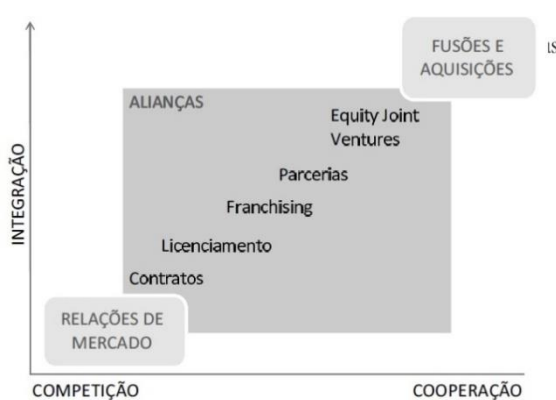 FUSÕES E
AQUISIÇÕES
ALIANÇAS
Equity Joint
Ventures
Parcerias
Franchising
Licenciamento
Contratos
RELAÇÕES DE
MERCADO
INTEGRAÇÃO
COMPETIÇÃO
COOPERAÇÃO